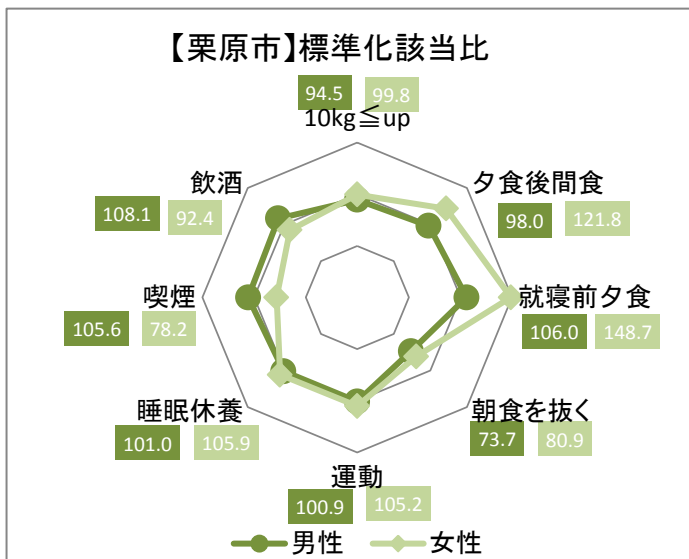 【栗原市】標準化該当比
94.5 99.8
10kg≦up
飲酒
108.1 92.4
夕食後間食
98.0 121.8
喫煙
105.6 78.2
就寝前夕食
106.0 148.7
睡眠休養
101.0 105.9
朝食を抜く
73.7 80.9
運動
100.9 105.2
男性 女性